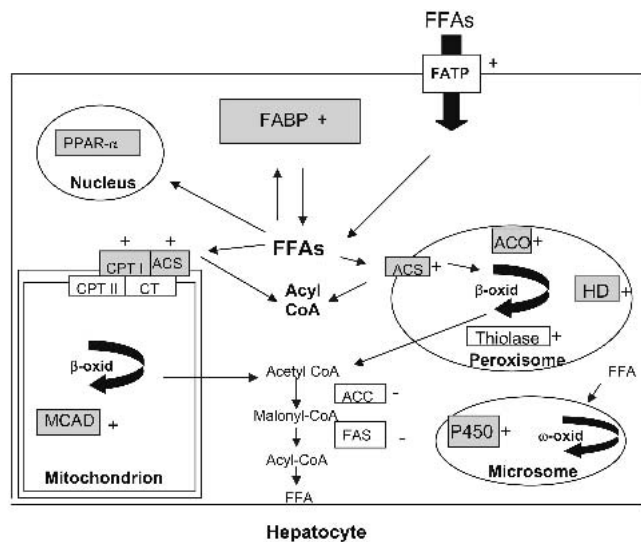 FFAs
FATP +
FABP +
PPAR-α
Nucleus
FFAs
+ +
CPT I ACS
CPT II CT
Acyl
CoA
ACS +
ACO +
β-oxid
HD +
Thiolase +
Peroxisome
β-oxid
MCAD +
Mitochondrion
Acetyl CoA
ACC -
Malonyl-CoA
FAS -
Acyl-CoA
FFA
FFA
P450 +
ω-oxid
Microsome
Hepatocyte